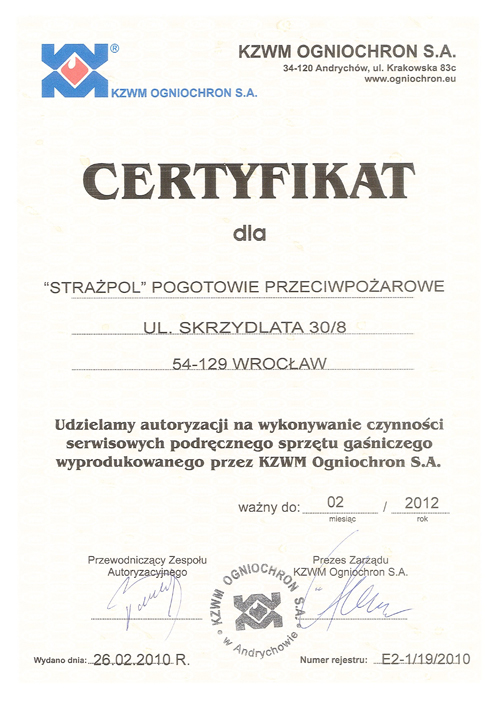 ®
KZWM OGNIOCHRON S.A.
KZWM OGNIOCHRON S.A.
34-120 Andrychów, ul. Krakowska 83c
www.ogniochron.eu
CERTYFIKAT
dla
“STRAŻPOL” POGOTOWIE PRZECIWPOŻAROWE
UL. SKRZYDLATA 30/8
54-129 WROCŁAW
Udzielamy autoryzacji na wykonywanie czynności
serwisowych podręcznego sprzętu gaśniczego
wyprodukowanego przez KZWM Ogniochron S.A.
ważny do: 02 / 2012
miesiąc rok
Przewodniczący Zespołu
Autoryzacyjnego
Prezes Zarządu
KZWM Ogniochron S.A.
KZWM OGNIOCHRON S.A.
w Andrychowie
Wydano dnia: 26.02.2010 R.
Numer rejestru: E2-1/19/2010